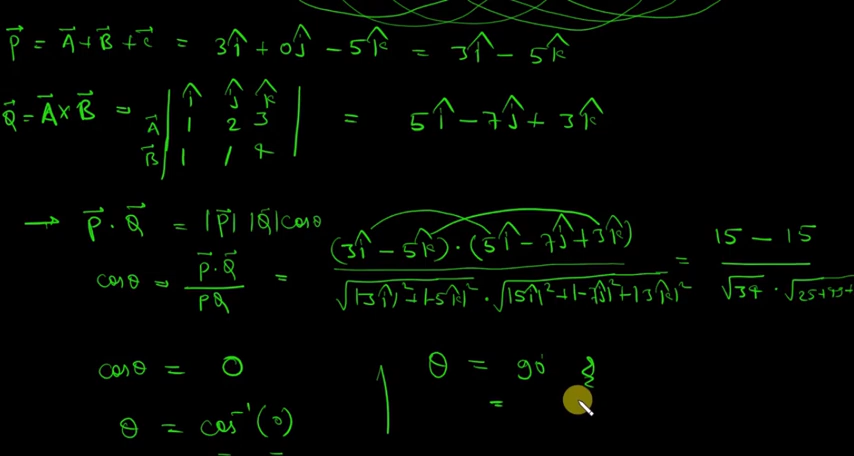 P⃗ = A⃗ + B⃗ + C⃗ = 3î + 0ĵ − 5k̂ = 3î − 5k̂
Q⃗ = A⃗ × B⃗ = | î ĵ k̂ | = 5î − 7ĵ + 3k̂
A⃗ | 1 2 3 |
B⃗ | 1 1 4 |
→ P⃗ · Q⃗ = |P⃗| |Q⃗| cosθ
cosθ = P⃗ · Q⃗ / PQ = (3î − 5k̂) · (5î − 7ĵ + 3k̂) / √|3î|² + |-5k̂|² · √|5î|² + |-7ĵ|² + |3k̂|² = 15 − 15 / √34 · √25+49+
cosθ = 0
θ = cos⁻¹(0)
θ = 90
=